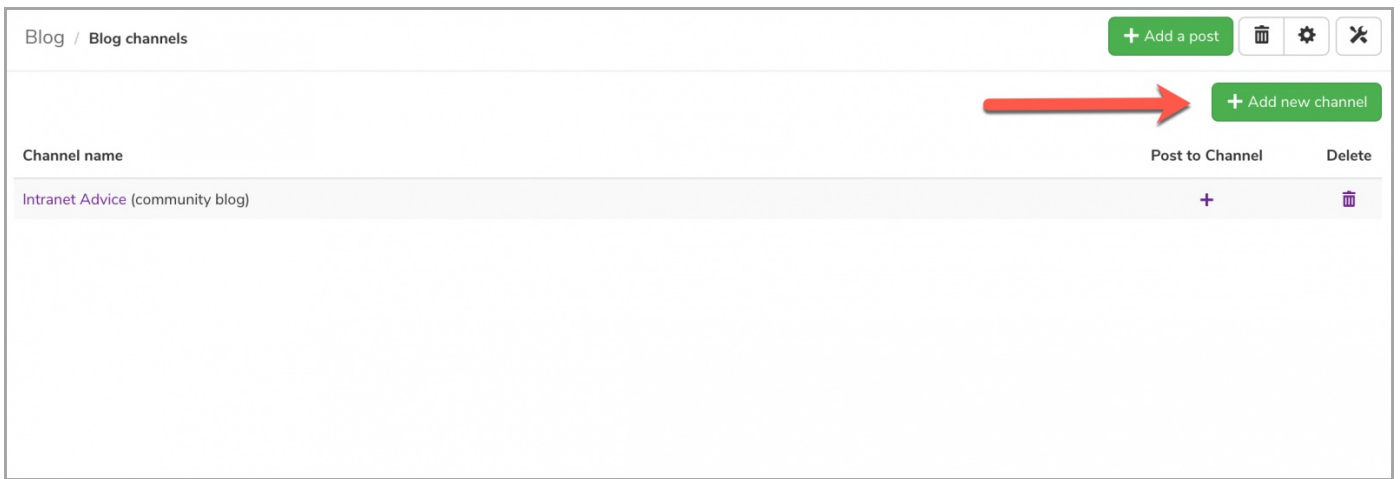 Blog / Blog channels
+ Add a post
+ Add new channel
Channel name Post to Channel Delete
Intranet Advice (community blog)